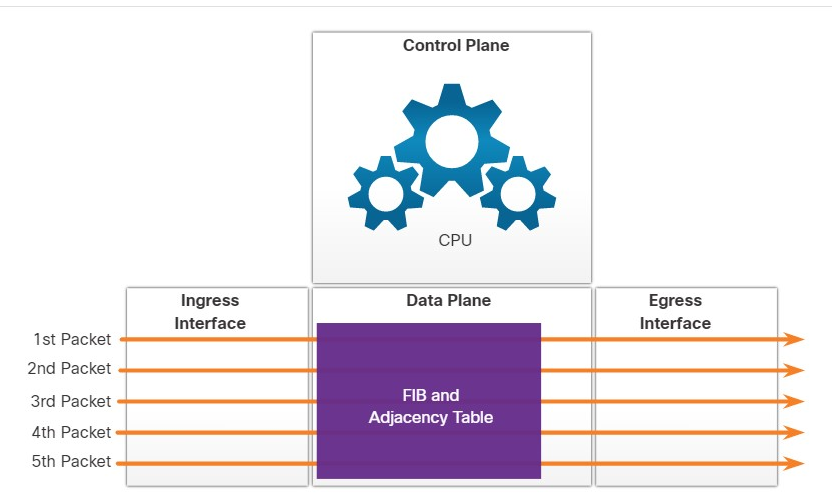 Control Plane
CPU
Ingress
Interface
Data Plane
Egress
Interface
1st Packet
2nd Packet
3rd Packet
4th Packet
5th Packet
FIB and
Adjacency Table